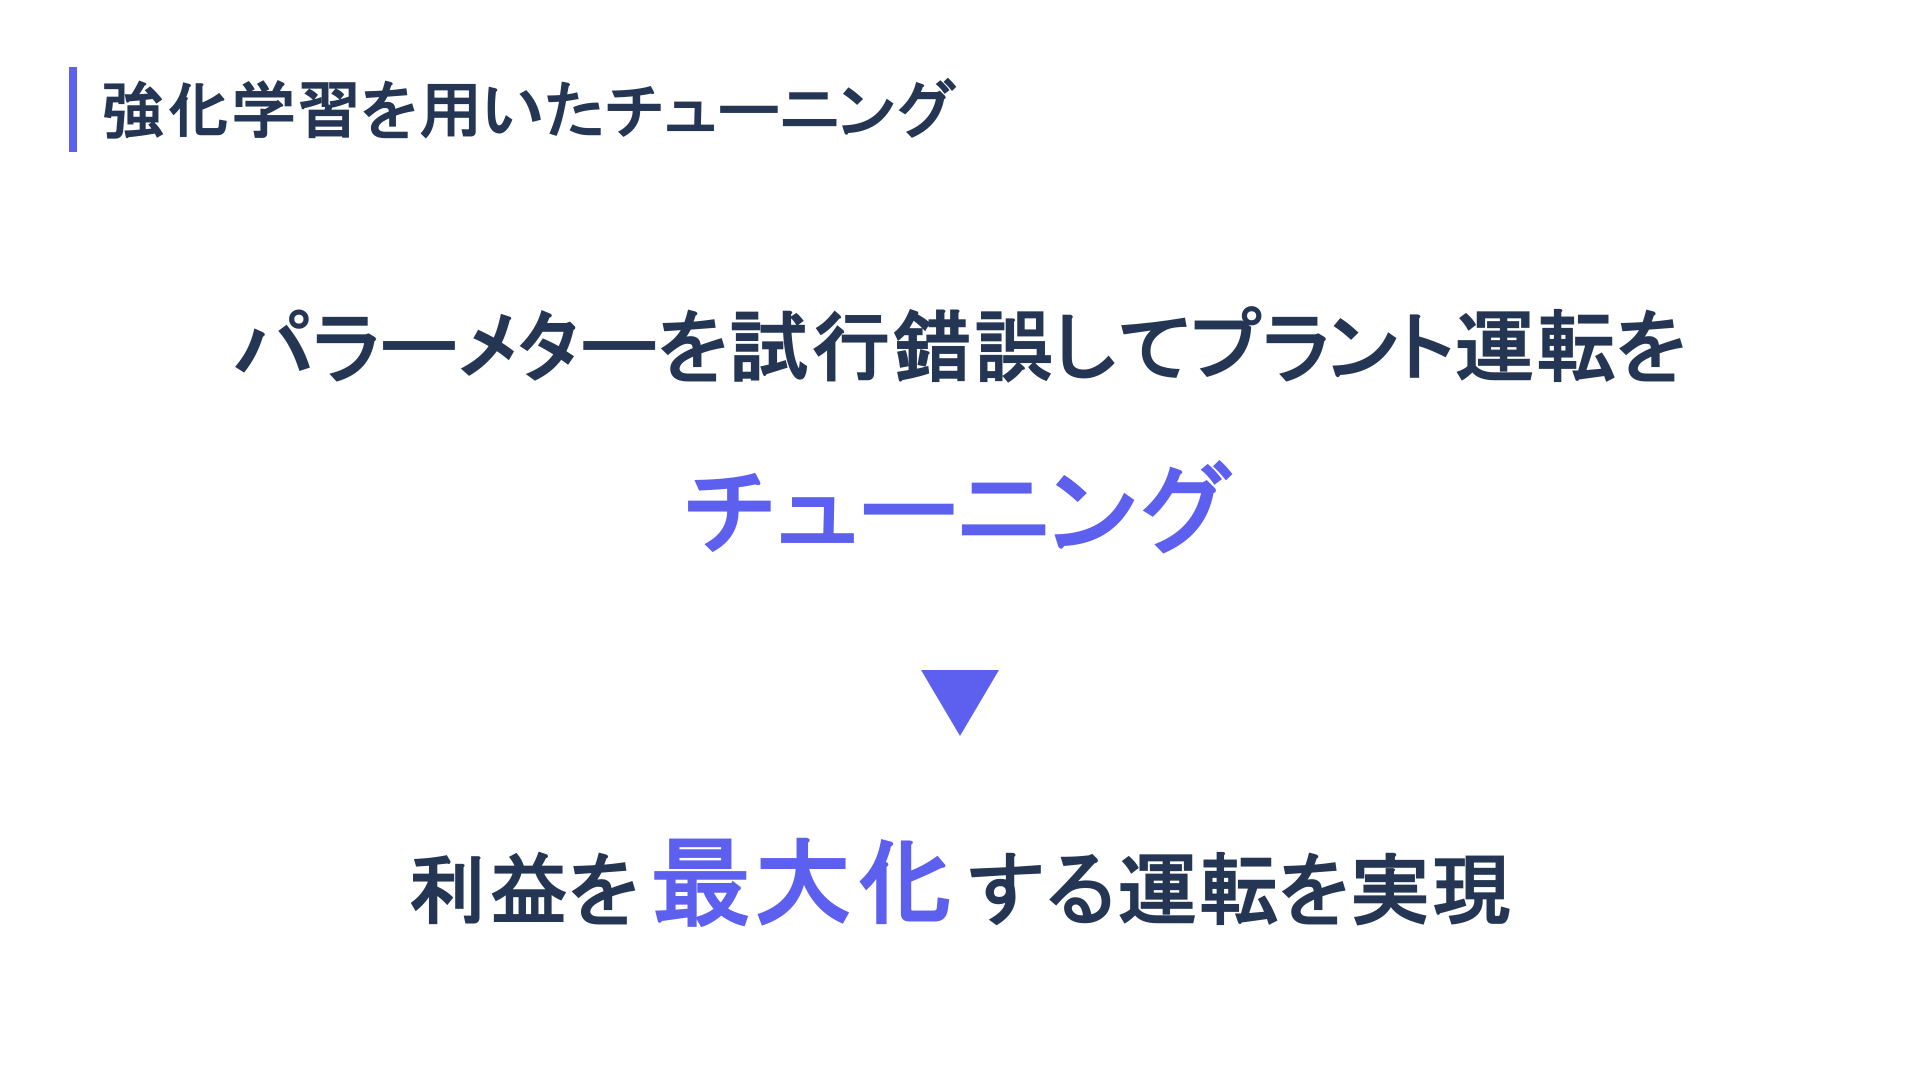 強化学習を用いたチューニング
パラーメターを試行錯誤してプラント運転を
チューニング
利益を最大化する運転を実現